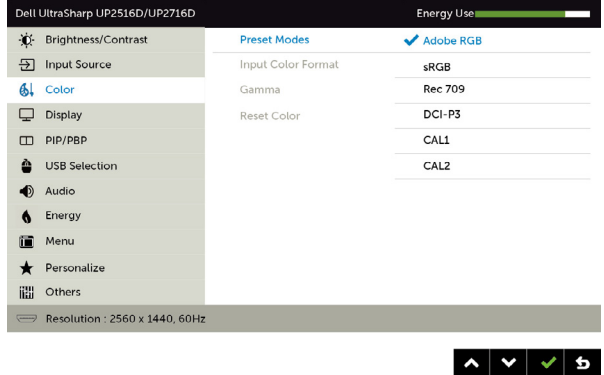 Dell UltraSharp UP2516D/UP2716D Energy Use
Brightness/Contrast Preset Modes Adobe RGB
Input Source Input Color Format sRGB
Color Gamma Rec 709
Display Reset Color DCI-P3
PIP/PBP CAL1
USB Selection CAL2
Audio
Energy
Menu
Personalize
Others
Resolution : 2560 x 1440, 60Hz